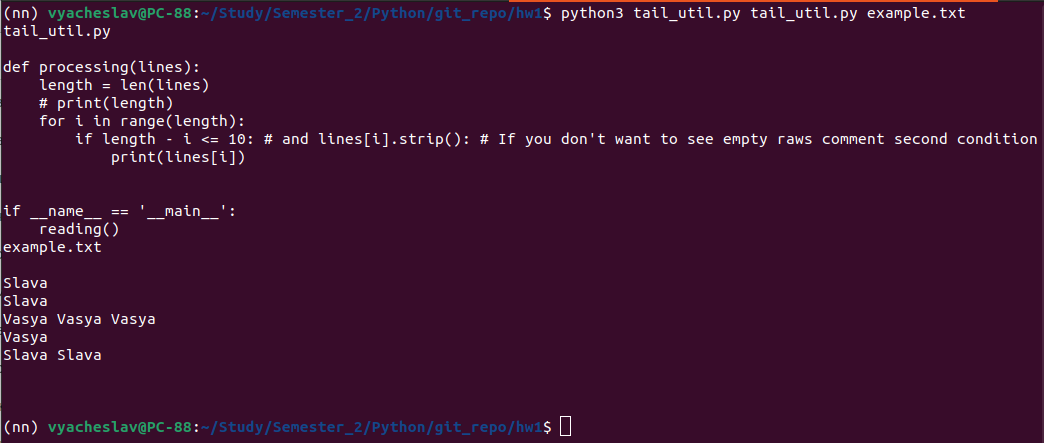 (nn) vyacheslav@PC-88:~/Study/Semester_2/Python/git_repo/hw1$ python3 tail_util.py tail_util.py example.txt
tail_util.py
def processing(lines):
    length = len(lines)
    # print(length)
    for i in range(length):
        if length - i <= 10: # and lines[i].strip(): # If you don't want to see empty raws comment second condition
            print(lines[i])
if __name__ == '__main__':
    reading()
example.txt
Slava
Slava
Vasya Vasya Vasya
Vasya
Slava Slava
(nn) vyacheslav@PC-88:~/Study/Semester_2/Python/git_repo/hw1$